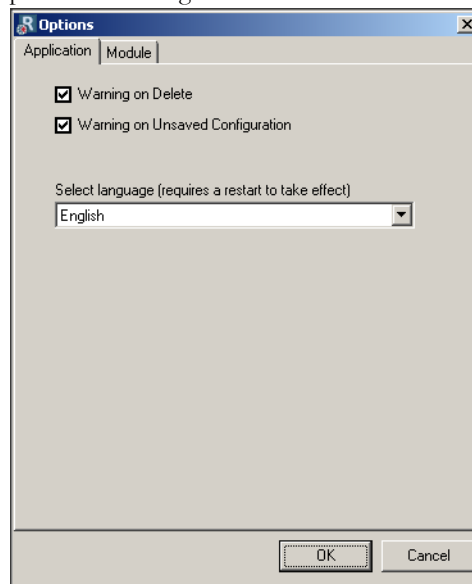 Options
Application Module
Warning on Delete
Warning on Unsaved Configuration
Select language (requires a restart to take effect)
English
OK Cancel